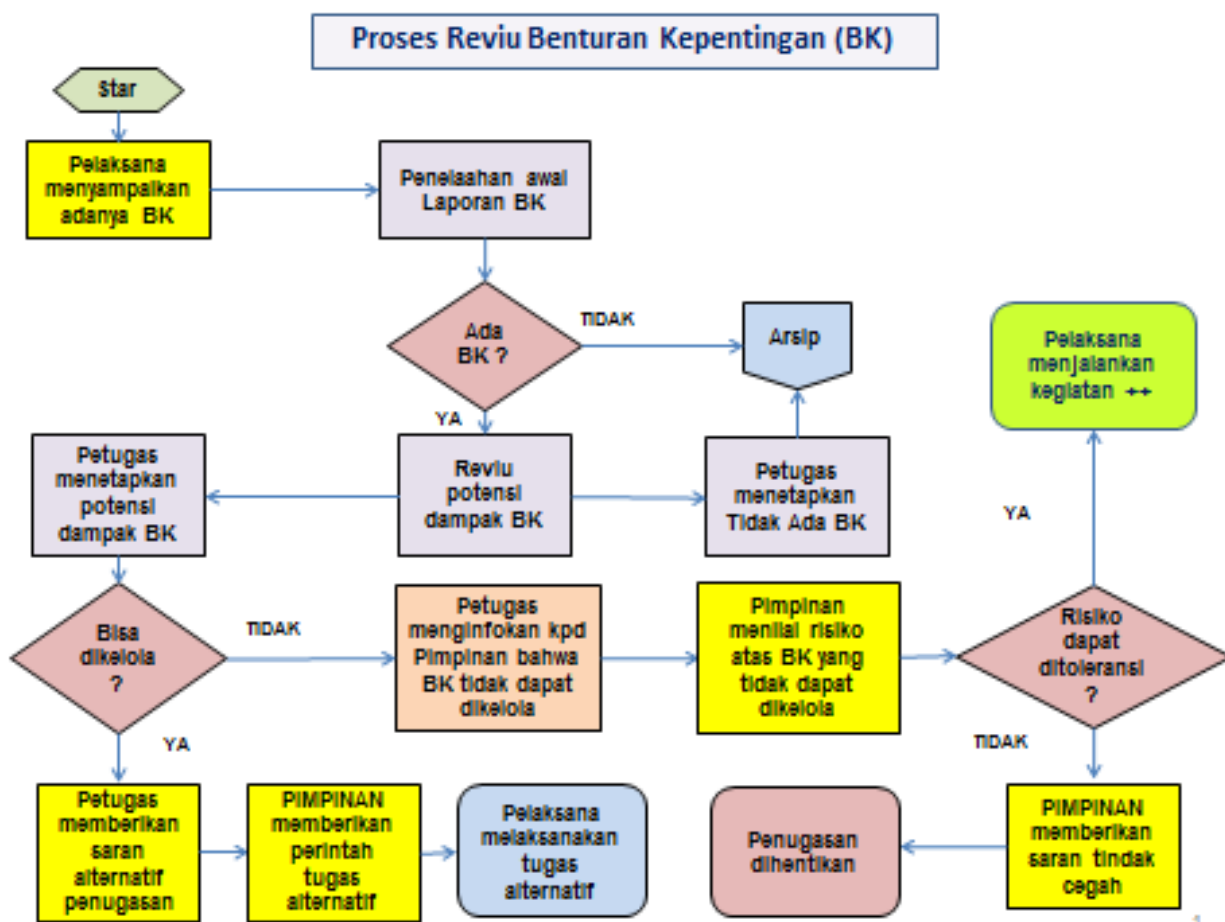 Proses Reviu Benturan Kepentingan (BK)
Star
Pelaksana
menyampaikan
adanya BK
Penelaahan awal
Laporan BK
Ada
BK ?
TIDAK
Arsip
YA
Pelaksana
menjalankan
kegiatan ++
Petugas
menetapkan
potensi
dampak BK
Reviu
potensi
dampak BK
Petugas
menetapkan
Tidak Ada BK
YA
Bisa
dikelola
?
TIDAK
Petugas
menginfokan kpd
Pimpinan bahwa
BK tidak dapat
dikelola
Pimpinan
menilai risiko
atas BK yang
tidak dapat
dikelola
Risiko
dapat
ditoleransi
?
YA
TIDAK
Petugas
memberikan
saran
alternatif
penugasan
PIMPINAN
memberikan
perintah
tugas
alternatif
Pelaksana
melaksanakan
tugas
alternatif
Penugasan
dihentikan
PIMPINAN
memberikan
saran tindak
cegah